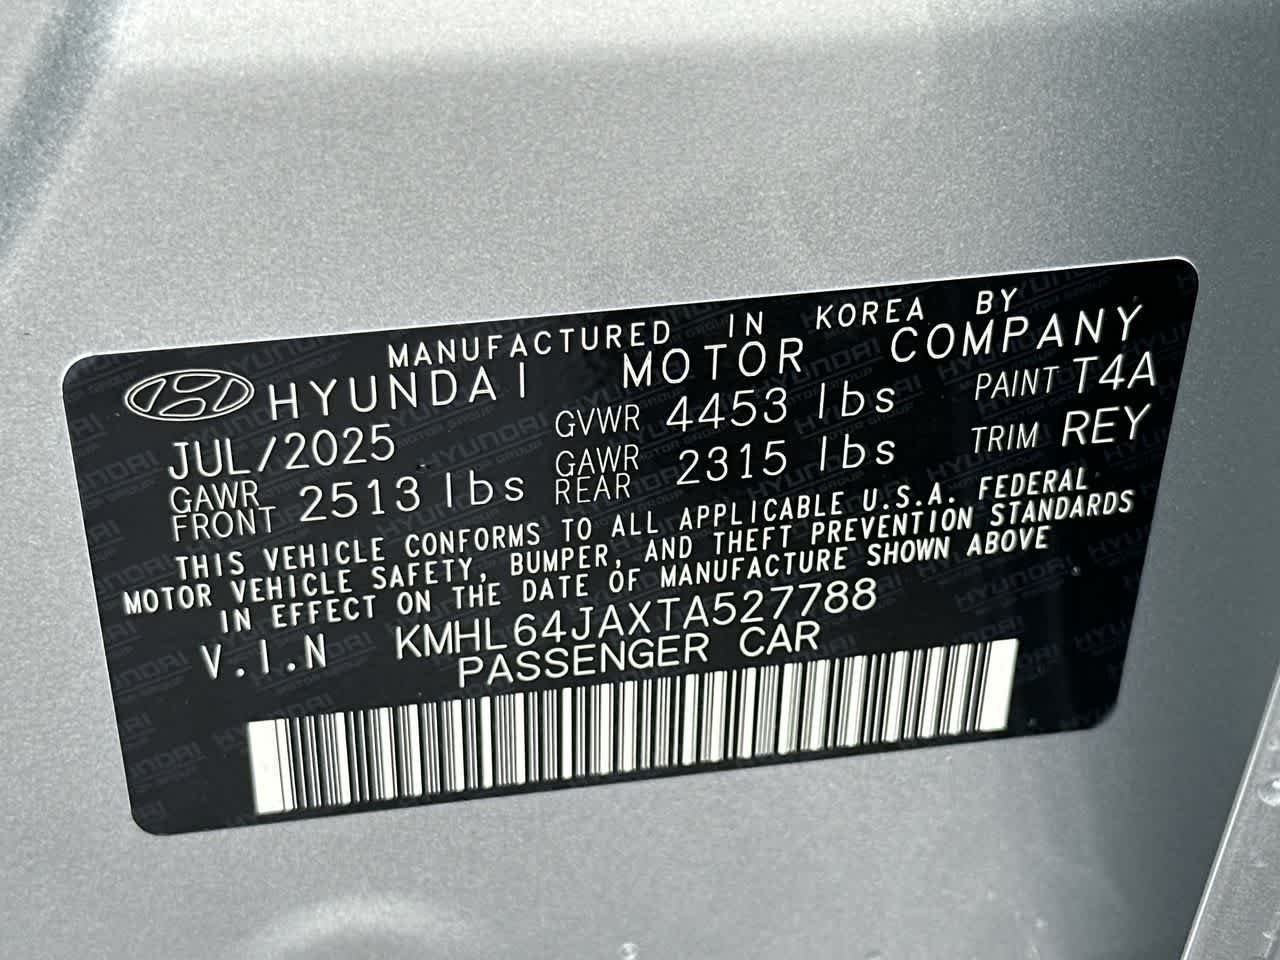 MANUFACTURED IN KOREA BY
HYUNDAI MOTOR COMPANY
JUL/2025 GVWR 4453 lbs PAINT T4A
GAWR FRONT 2513 lbs GAWR REAR 2315 lbs TRIM REY
THIS VEHICLE CONFORMS TO ALL APPLICABLE U.S.A. FEDERAL
MOTOR VEHICLE SAFETY, BUMPER, AND THEFT PREVENTION STANDARDS
IN EFFECT ON THE DATE OF MANUFACTURE SHOWN ABOVE
V.I.N KMHL64JAXTA527788
PASSENGER CAR